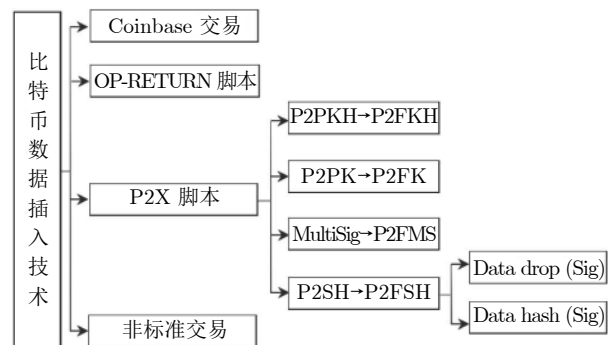 比特币数据插入技术
Coinbase 交易
OP-RETURN 脚本
P2X 脚本
非标准交易
P2PKH→P2FKH
P2PK→P2FK
MultiSig→P2FMS
P2SH→P2FSH
Data drop (Sig)
Data hash (Sig)